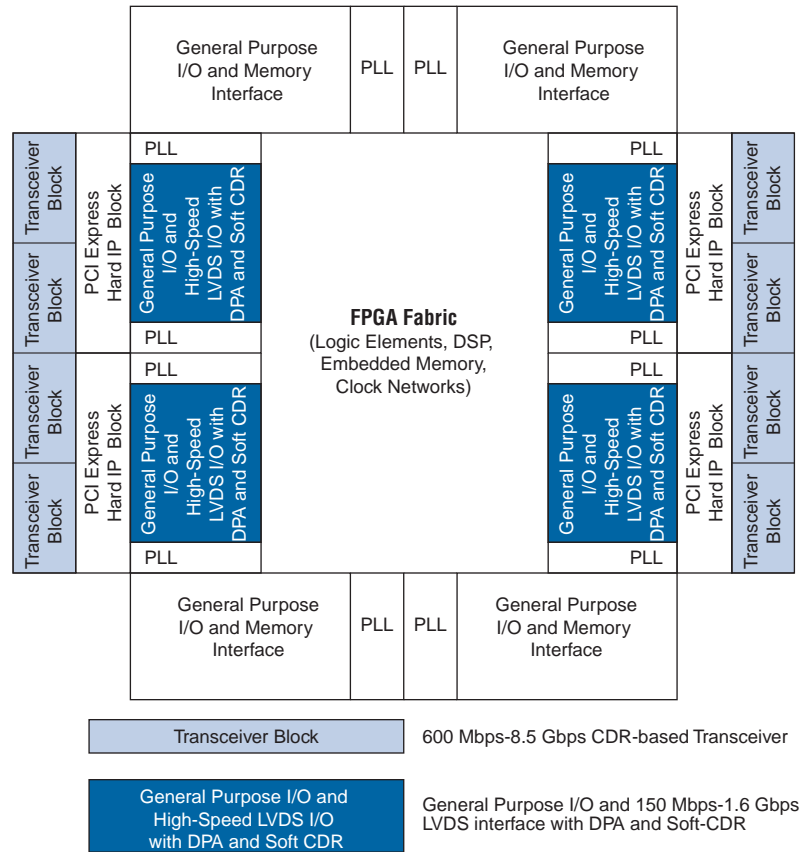 General Purpose
I/O and Memory
Interface
PLL
PLL
General Purpose
I/O and Memory
Interface
Transceiver
Block
Transceiver
Block
PCI Express
Hard IP Block
PLL
General Purpose
I/O and
High-Speed
LVDS I/O with
DPA and Soft CDR
PLL
Transceiver
Block
Transceiver
Block
PCI Express
Hard IP Block
PLL
General Purpose
I/O and
High-Speed
LVDS I/O with
DPA and Soft CDR
PLL
FPGA Fabric
(Logic Elements, DSP,
Embedded Memory,
Clock Networks)
PLL
General Purpose
I/O and
High-Speed
LVDS I/O with
DPA and Soft CDR
PLL
PCI Express
Hard IP Block
Transceiver
Block
Transceiver
Block
PLL
General Purpose
I/O and
High-Speed
LVDS I/O with
DPA and Soft CDR
PLL
PCI Express
Hard IP Block
Transceiver
Block
Transceiver
Block
General Purpose
I/O and Memory
Interface
PLL
PLL
General Purpose
I/O and Memory
Interface
Transceiver Block
600 Mbps-8.5 Gbps CDR-based Transceiver
General Purpose I/O and
High-Speed LVDS I/O
with DPA and Soft CDR
General Purpose I/O and 150 Mbps-1.6 Gbps
LVDS interface with DPA and Soft-CDR